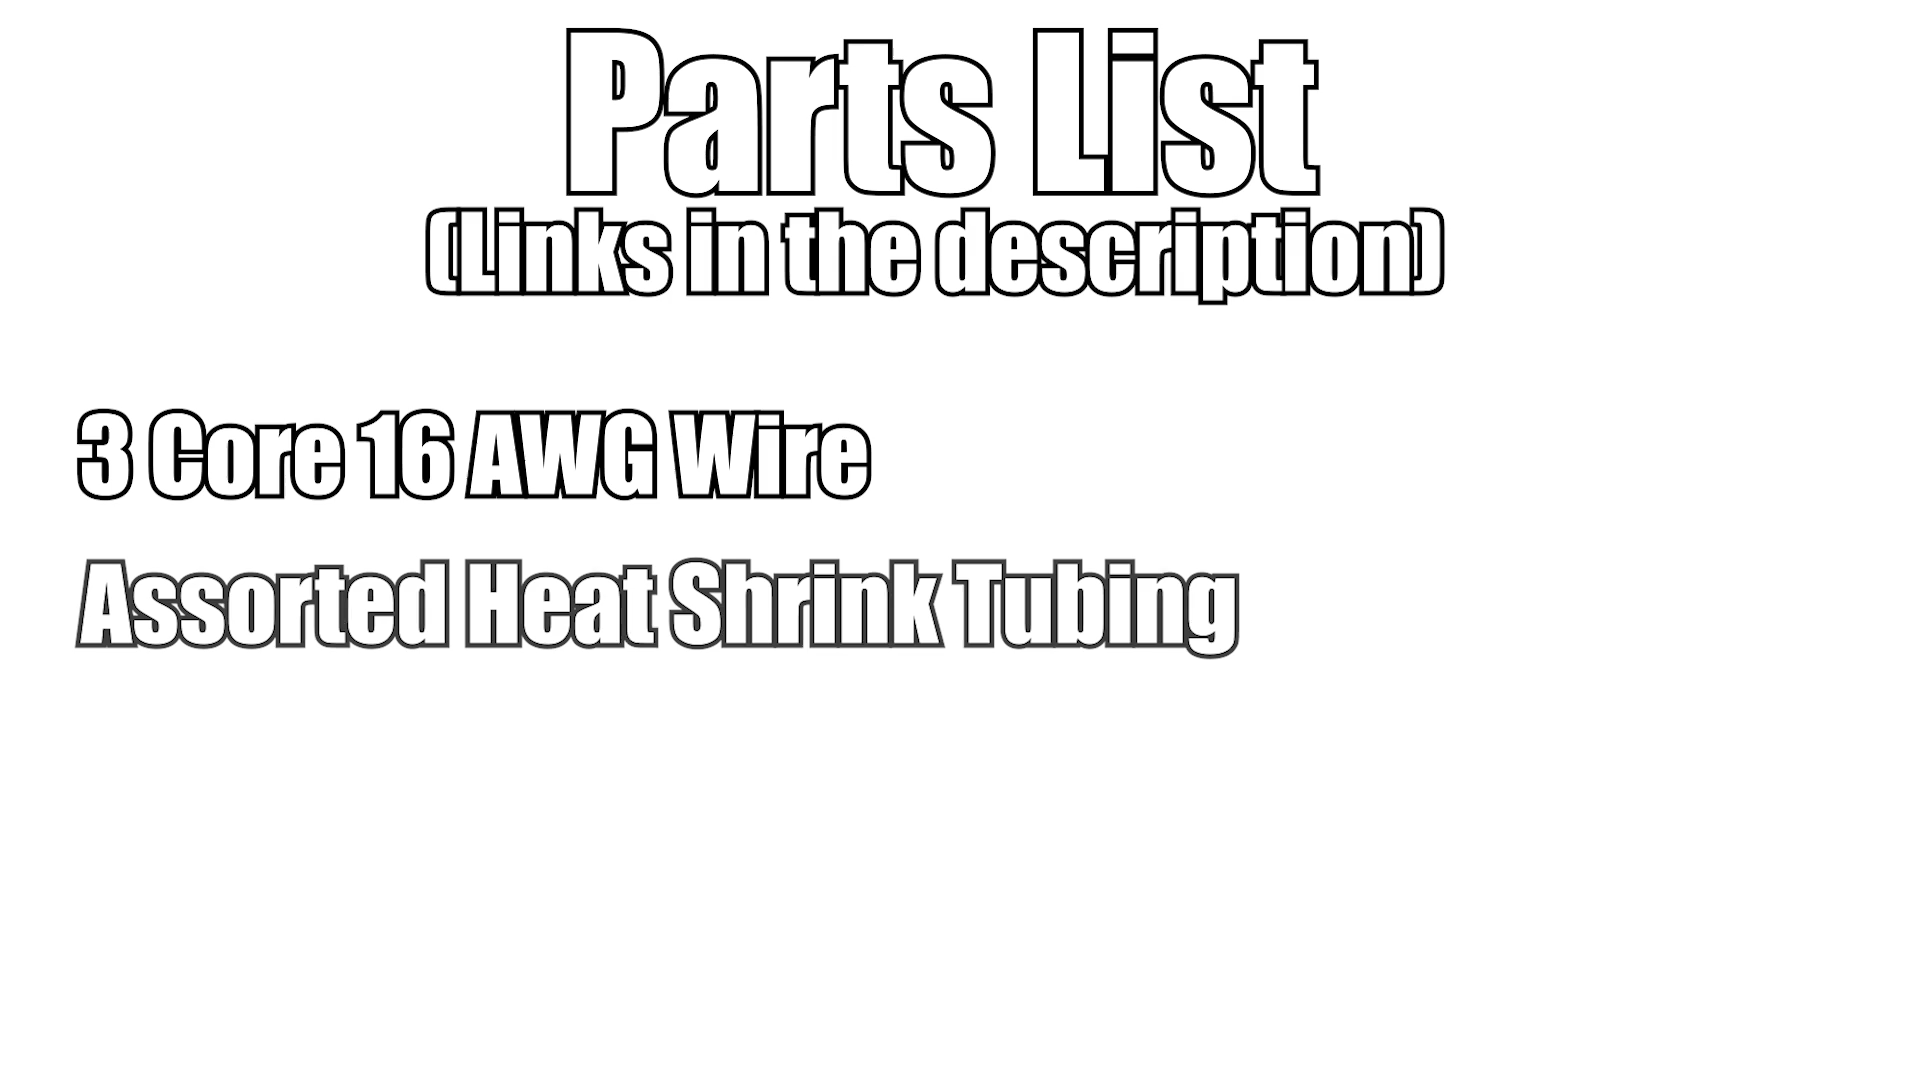 Parts List
(Links in the description)
3 Core 16 AWG Wire
Assorted Heat Shrink Tubing